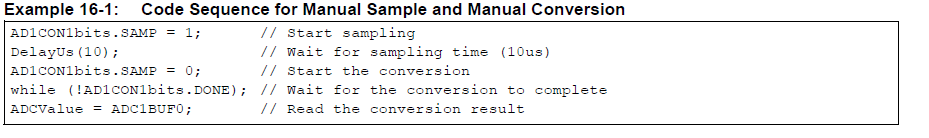 Example 16-1: Code Sequence for Manual Sample and Manual Conversion
AD1CON1bits.SAMP = 1; // Start sampling
DelayUs(10); // Wait for sampling time (10us)
AD1CON1bits.SAMP = 0; // Start the conversion
while (!AD1CON1bits.DONE); // Wait for the conversion to complete
ADCValue = ADC1BUF0; // Read the conversion result